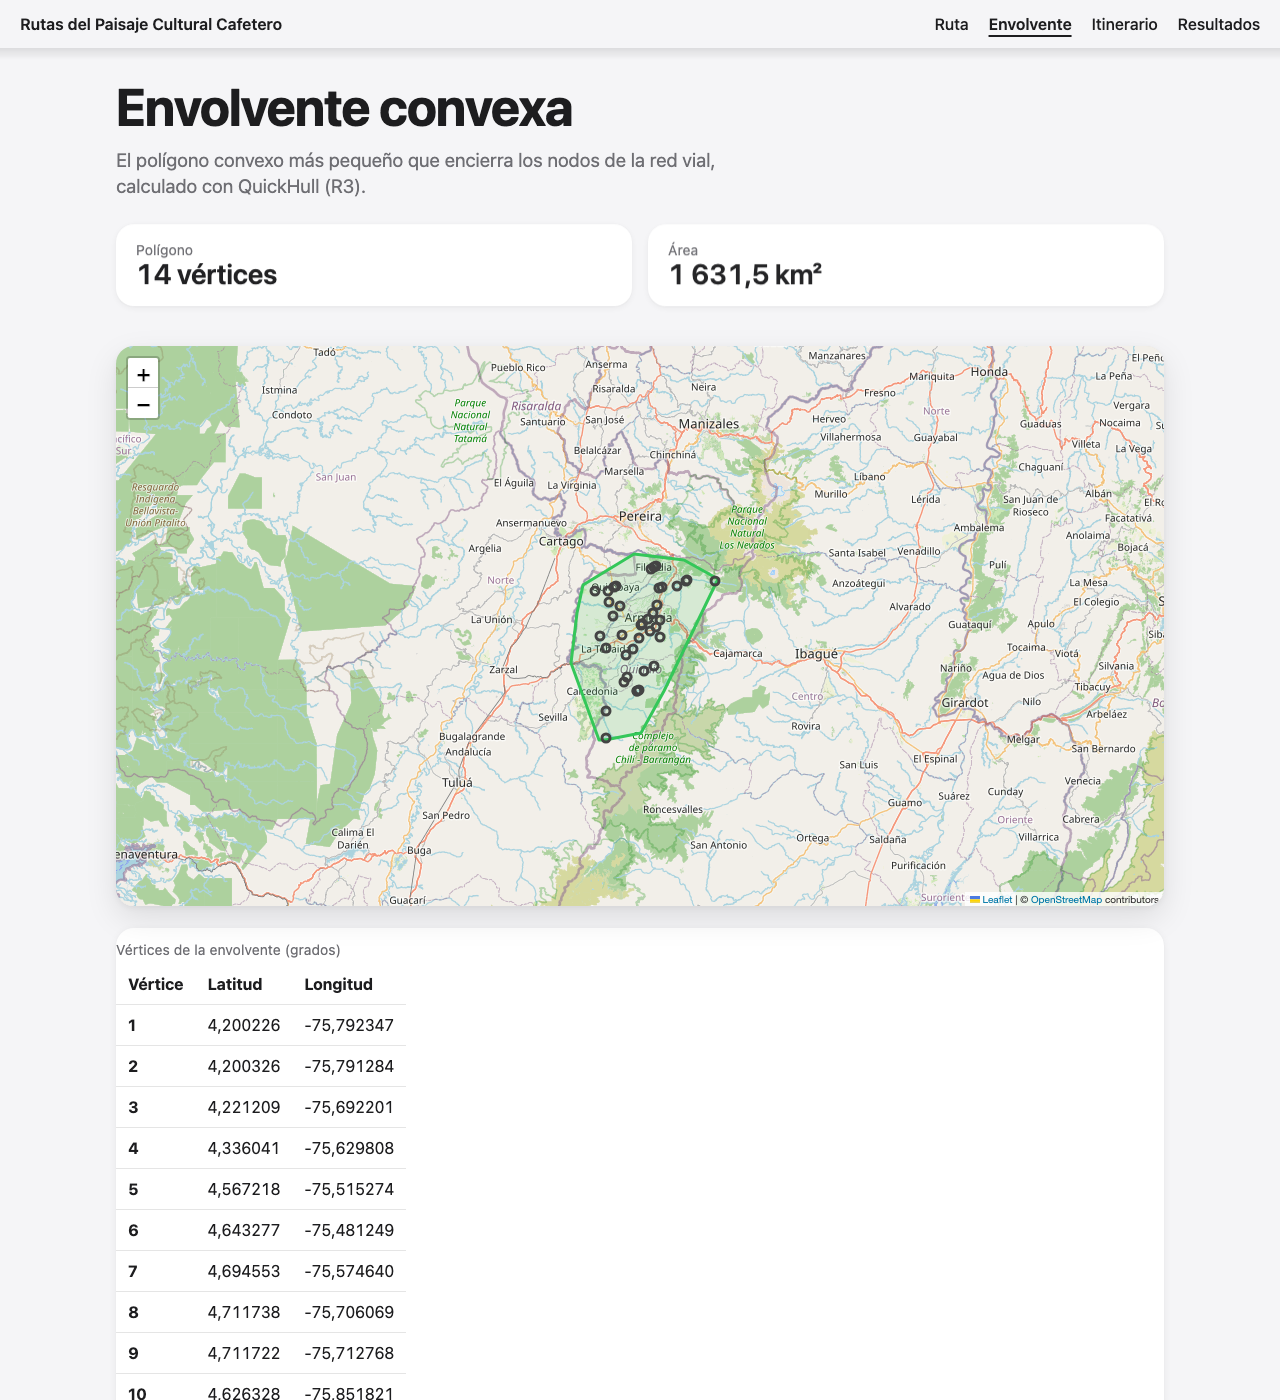 Rutas del Paisaje Cultural Cafetero
Ruta Envolvente Itinerario Resultados
Envolvente convexa
El polígono convexo más pequeño que encierra los nodos de la red vial,
calculado con QuickHull (R3).
Polígono
14 vértices
Área
1 631,5 km²
+
−
Tadó
Pueblo Rico
Anserma
Manzanares
Honda
Istmina
Risaralda
Neira
Mariquita
La Peña
Condoto
Parque
Nacional
Natural
Tatamá
Risaralda
Santuario
San José
Manizales
Fresno
Herveo
Norte
Guaduas
Vergara
Nocaima
Villahermosa
Guayabal
Villeta
La Vega
Belalcázar
Chinchiná
Marsella
San Juan
El Águila
La Virginia
Líbano
Chaguaní
Resguardo
Indígena
Bellavista-
Unión Pitalito
Murillo
Lérida
San Juan de
Rioseco
Albán
Ansermanuevo
Pereira
Parque
Nacional
Natural
Los Nevados
Ambalema
Facatativá
Cartago
Anolaima
Argelia
Santa Isabel
Venadillo
Bojacá
Pulí
Norte
Anzoátegui
La Mesa
El Colegio
Alvarado
La Unión
Guataquí
Apulo
Cajamarca
Ibagué
Tocaima
Viotá
Zarzal
Nariño
Agua de Dios
Silvania
Caicedonia
Centro
Girardot
Nilo
Tibacuy
Sevilla
Rovira
Arbeláez
Bugalagrande
Complejo
de páramo
Chilí - Barragán
Melgar
Andalucía
San Luis
El Espinal
San Bernardo
Tuluá
Venecia
Guamo
Suárez
Cunday
San Pedro
Roncesvalles
Oriente
Cabrera
Calima El
Darién
Buga
San Antonio
Ortega
Saldaña
Villarrica
enaventura
Purificación
Guacarí
Suroriente
Leaflet | © OpenStreetMap contributors
Vértices de la envolvente (grados)
Vértice Latitud Longitud
1 4,200226 -75,792347
2 4,200326 -75,791284
3 4,221209 -75,692201
4 4,336041 -75,629808
5 4,567218 -75,515274
6 4,643277 -75,481249
7 4,694553 -75,574640
8 4,711738 -75,706069
9 4,711722 -75,712768
10 4,626328 -75,851821